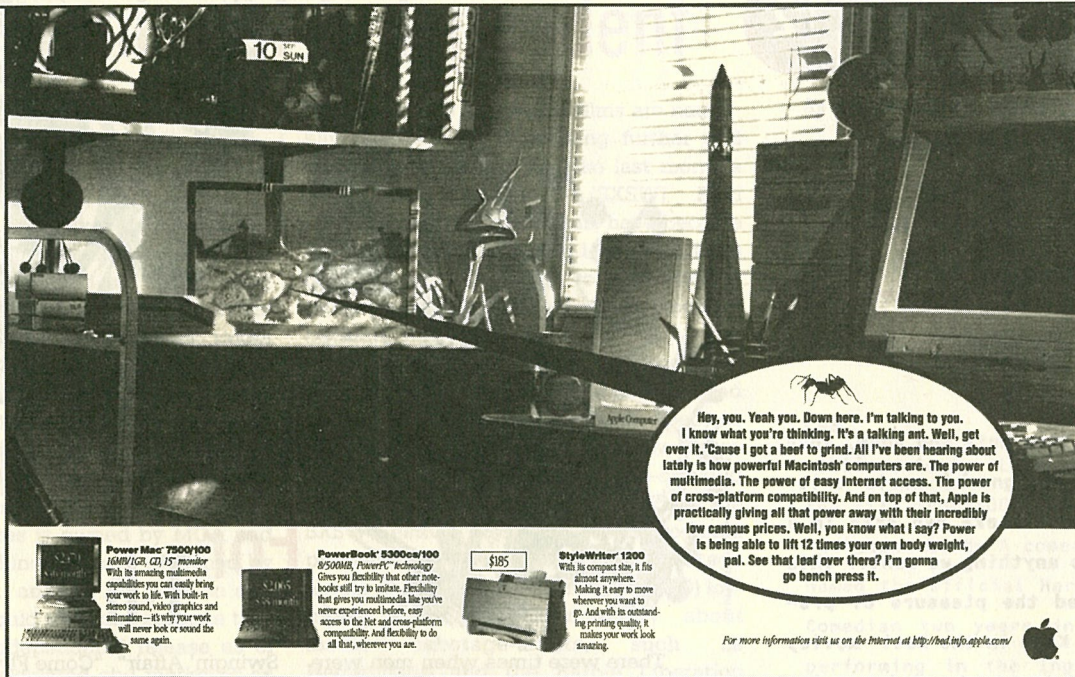 10 SEP SUN
Apple Computer
Hey, you. Yeah you. Down here. I'm talking to you.
I know what you're thinking. It's a talking ant. Well, get
over it. 'Cause I got a beef to grind. All I've been hearing about
lately is how powerful Macintosh® computers are. The power of
multimedia. The power of easy Internet access. The power
of cross-platform compatibility. And on top of that, Apple is
practically giving all that power away with their incredibly
low campus prices. Well, you know what I say? Power
is being able to lift 12 times your own body weight,
pal. See that leaf over there? I'm gonna
go bench press it.
Power Mac™ 7500/100
16MB/1GB, CD, 15" monitor
With its amazing multimedia
capabilities you can easily bring
your work to life. With built-in
stereo sound, video graphics and
animation—it's why your work
will never look or sound the
same again.
$2,065
PowerBook® 5300cs/100
8/500MB, PowerPC™ technology
Gives you flexibility that other note-
books still try to imitate. Flexibility
that gives you multimedia like you've
never experienced before, easy
access to the Net and cross-platform
compatibility. And flexibility to do
all that, wherever you are.
$185
StyleWriter® 1200
With its compact size, it fits
almost anywhere.
Making it easy to move
wherever you want to
go. And with its outstand-
ing printing quality, it
makes your work look
amazing.
For more information visit us on the Internet at http://hed.info.apple.com/